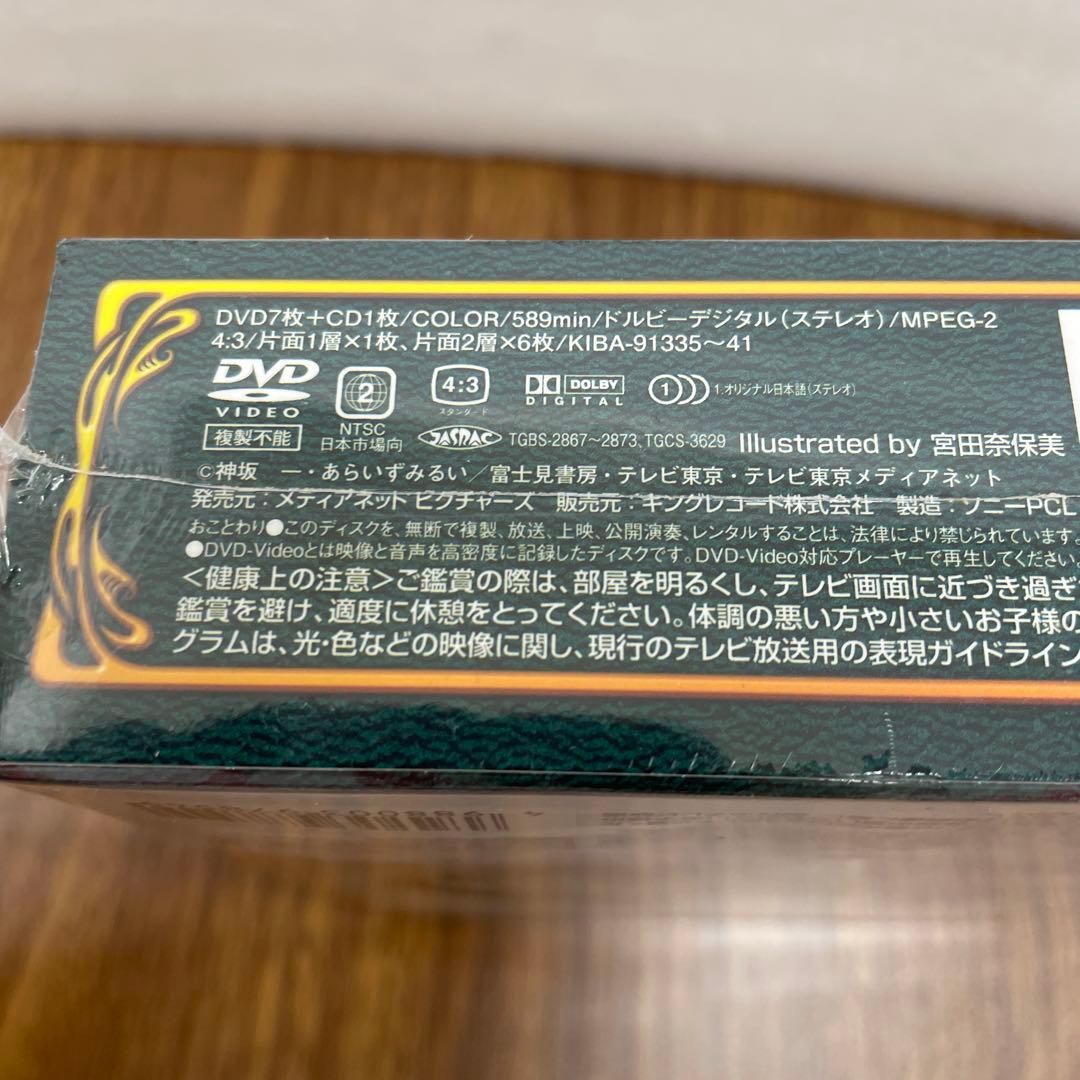 DVD7枚+CD1枚/COLOR/589min/ドルビーデジタル(ステレオ)/MPEG-2
4:3/片面1層×1枚、片面2層×6枚/KIBA-91335〜41
DVD VIDEO
2
NTSC 日本市場向
4:3 スタンダード
DOLBY DIGITAL
1 1.オリジナル日本語(ステレオ)
複製不能
JASRAC
TGBS-2867〜2873、TGCS-3629 Illustrated by 宮田奈保美
©神坂 一・あらいずみるい/富士見書房・テレビ東京・テレビ東京メディアネット
発売元:メディアネット ピクチャーズ 販売元:キングレコード株式会社 製造:ソニーPCL
おことわり●このディスクを、無断で複製、放送、上映、公開演奏、レンタルすることは、法律により禁じられています。
●DVD-Videoとは映像と音声を高密度に記録したディスクです。DVD-Video対応プレーヤーで再生してください。
<健康上の注意>ご鑑賞の際は、部屋を明るくし、テレビ画面に近づき過ぎ
鑑賞を避け、適度に休憩をとってください。体調の悪い方や小さいお子様の
グラムは、光・色などの映像に関し、現行のテレビ放送用の表現ガイドライン